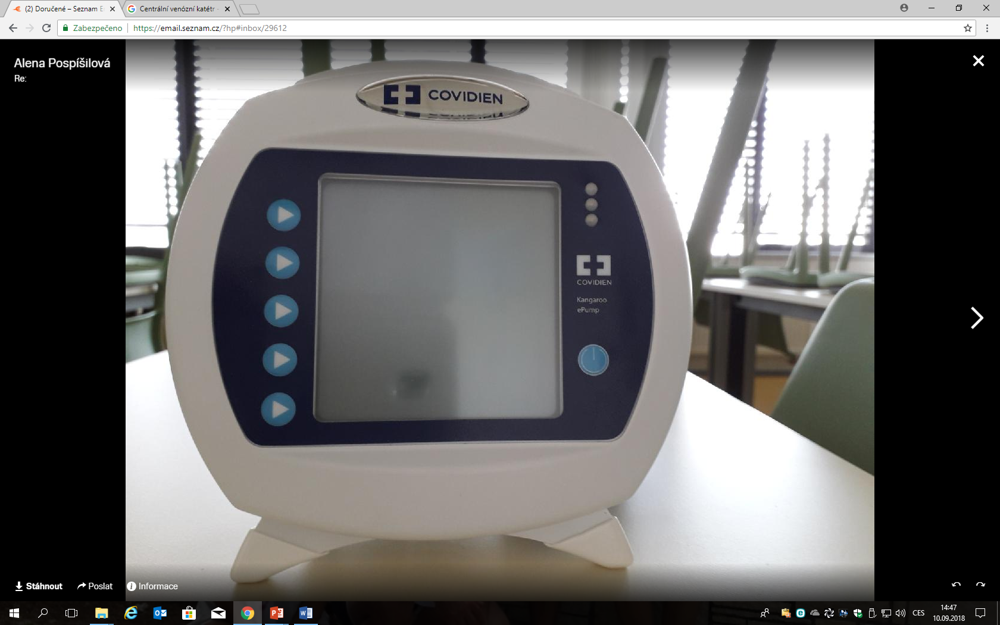 (2) Doručené – Seznam E
Centrální venózní katétr -
Zabezpečeno
https://email.seznam.cz/?hp#inbox/29612
Alena Pospíšilová
Re:
COVIDIEN
COVIDIEN
Kangaroo
ePump
Stáhnout
Poslat
Informace
CES
14:47
10.09.2018